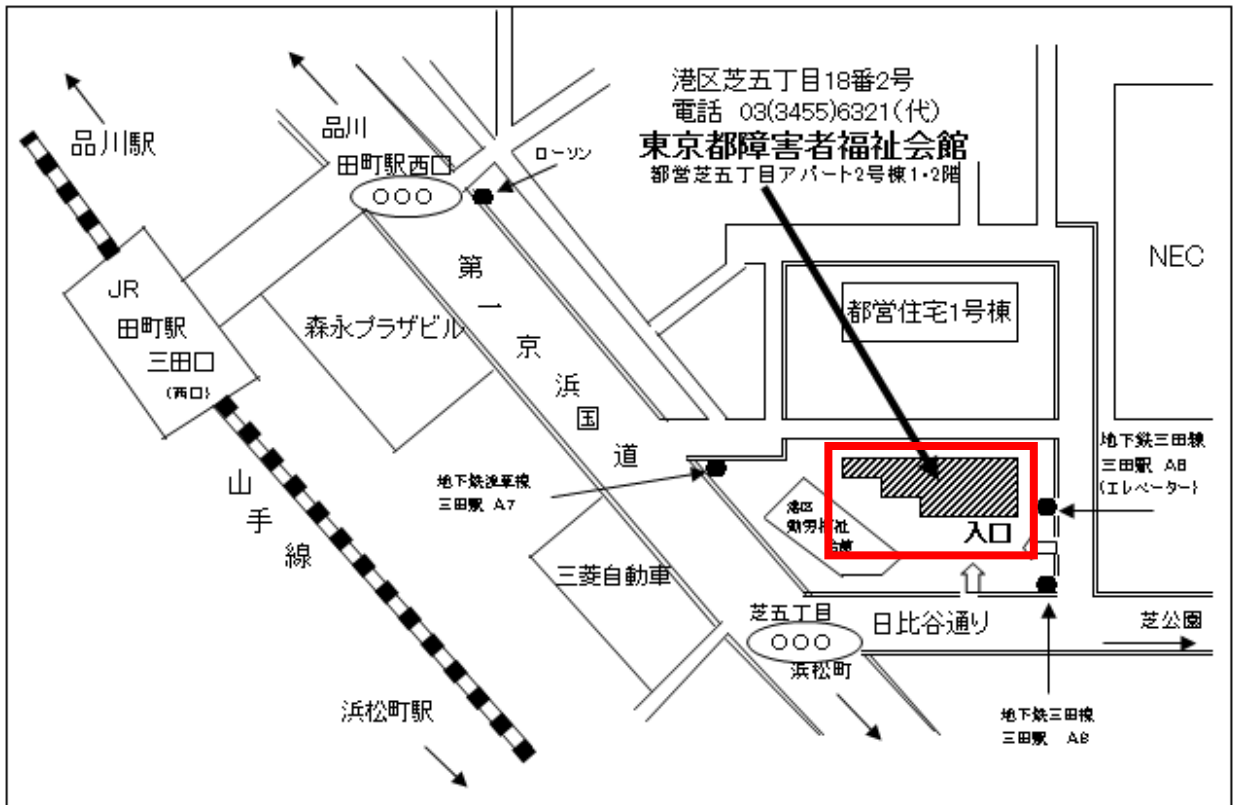 港区芝五丁目18番2号
電話 03(3455)6321(代)
東京都障害者福祉会館
都営芝五丁目アパート2号棟1・2階
品川駅
品川
田町駅西口
○○○
ローソン
NEC
都営住宅1号棟
JR
田町駅
三田口
(西口)
森永プラザビル
第一京浜国道
山手線
地下鉄浅草線
三田駅 A7
地下鉄三田線
三田駅 A8
(エレベーター)
港区
勤労福祉
会館
入口
三菱自動車
芝五丁目
○○○
浜松町
日比谷通り
芝公園
浜松町駅
地下鉄三田線